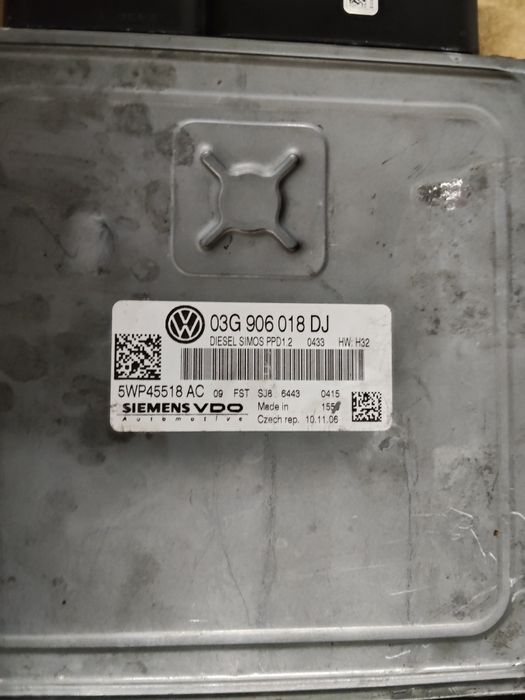 03G 906 018 DJ
DIESEL SIMOS PPD1.2 0433 HW: H32
5WP45518 AC 09 FST SJ8 6443 0415
SIEMENS VDO Made in
Automotive Czech rep. 10.11.06